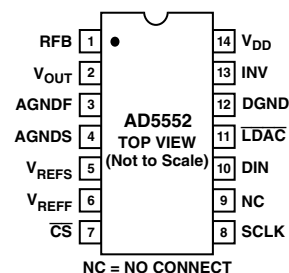 RFB 1
14 VDD
VOUT 2
13 INV
AGNDF 3
12 DGND
AGNDS 4
11 LDAC
VREFS 5
10 DIN
VREFF 6
9 NC
CS 7
8 SCLK
AD5552
TOP VIEW
(Not to Scale)
NC = NO CONNECT